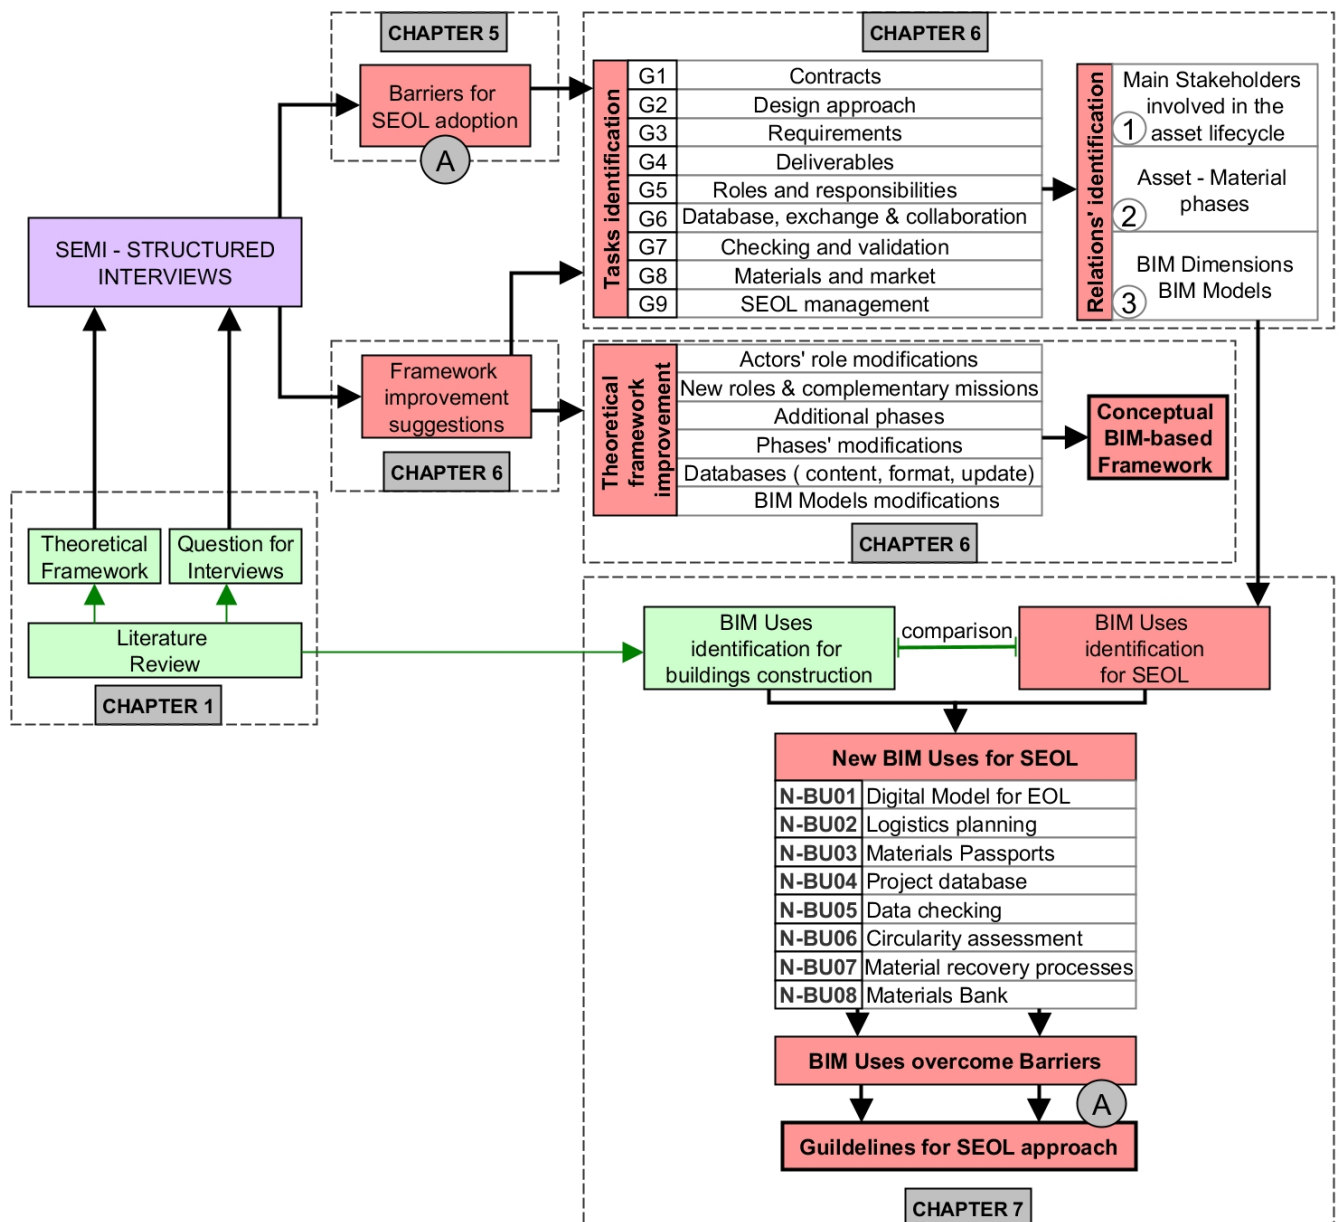 CHAPTER 5
Barriers for
SEOL adoption
A
SEMI - STRUCTURED
INTERVIEWS
Framework
improvement
suggestions
CHAPTER 6
Theoretical
Framework
Question for
Interviews
Literature
Review
CHAPTER 1
CHAPTER 6
Tasks identification
G1 Contracts
G2 Design approach
G3 Requirements
G4 Deliverables
G5 Roles and responsibilities
G6 Database, exchange & collaboration
G7 Checking and validation
G8 Materials and market
G9 SEOL management
Relations' identification
Main Stakeholders
involved in the
asset lifecycle
1
Asset - Material
phases
2
BIM Dimensions
BIM Models
3
Theoretical
framework
improvement
Actors' role modifications
New roles & complementary missions
Additional phases
Phases' modifications
Databases ( content, format, update)
BIM Models modifications
Conceptual
BIM-based
Framework
CHAPTER 6
BIM Uses
identification for
buildings construction
comparison
BIM Uses
identification
for SEOL
New BIM Uses for SEOL
N-BU01 Digital Model for EOL
N-BU02 Logistics planning
N-BU03 Materials Passports
N-BU04 Project database
N-BU05 Data checking
N-BU06 Circularity assessment
N-BU07 Material recovery processes
N-BU08 Materials Bank
BIM Uses overcome Barriers
A
Guildelines for SEOL approach
CHAPTER 7